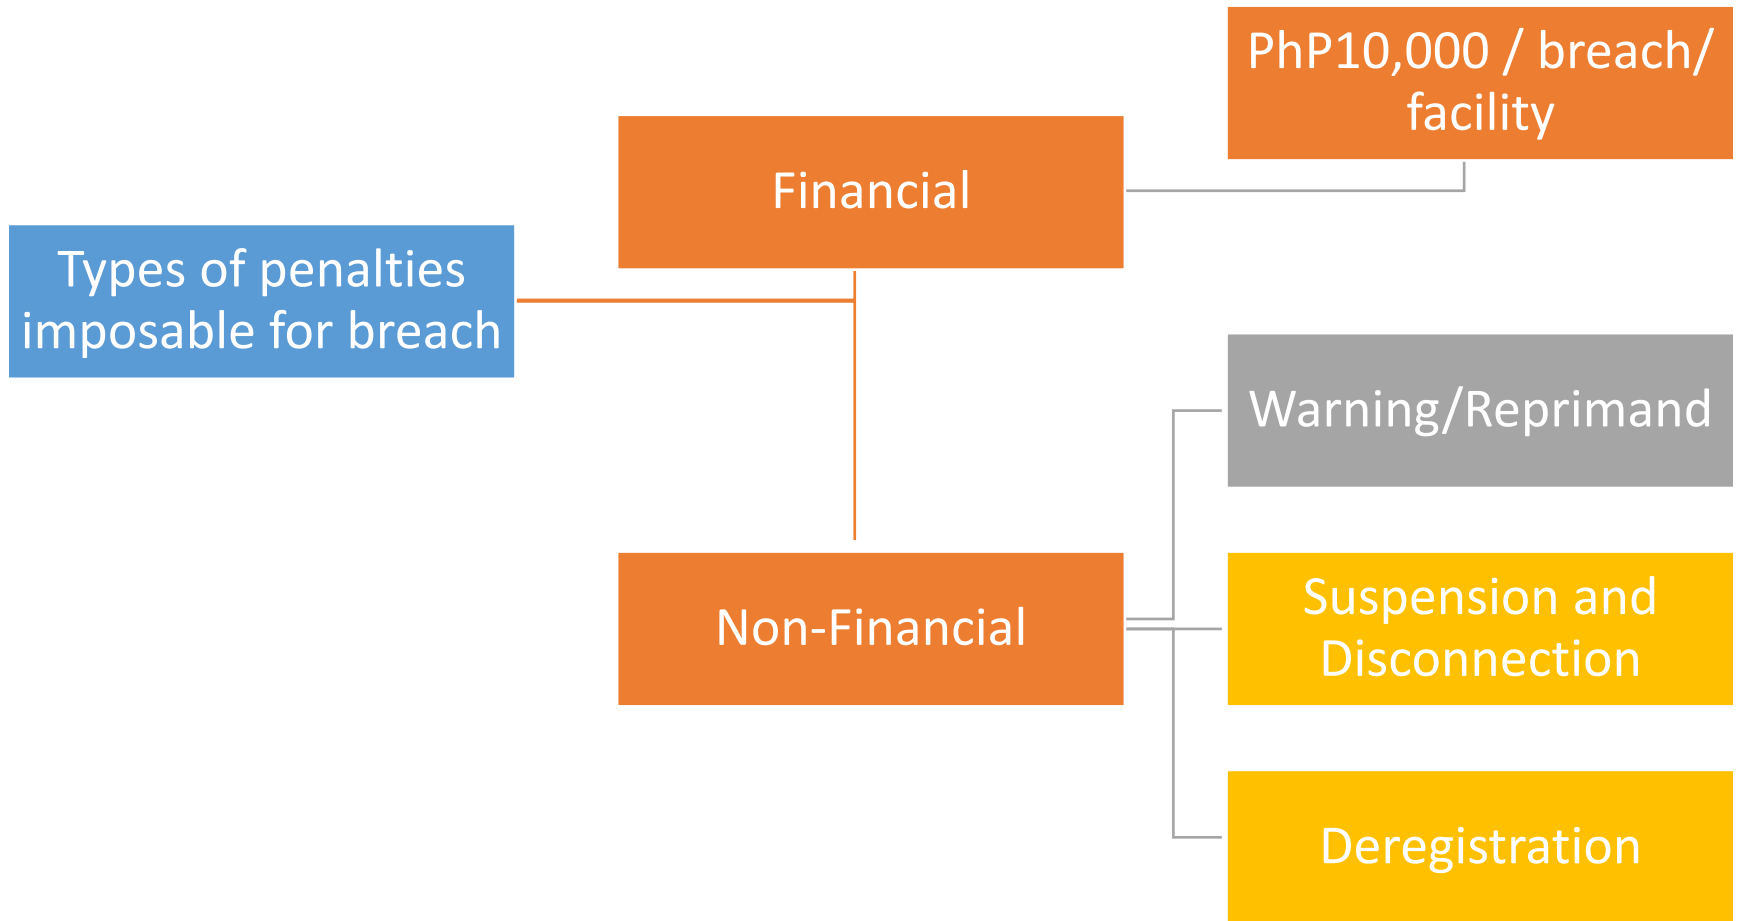 PhP10,000 / breach/
facility
Financial
Types of penalties
imposable for breach
Warning/Reprimand
Non-Financial
Suspension and
Disconnection
Deregistration